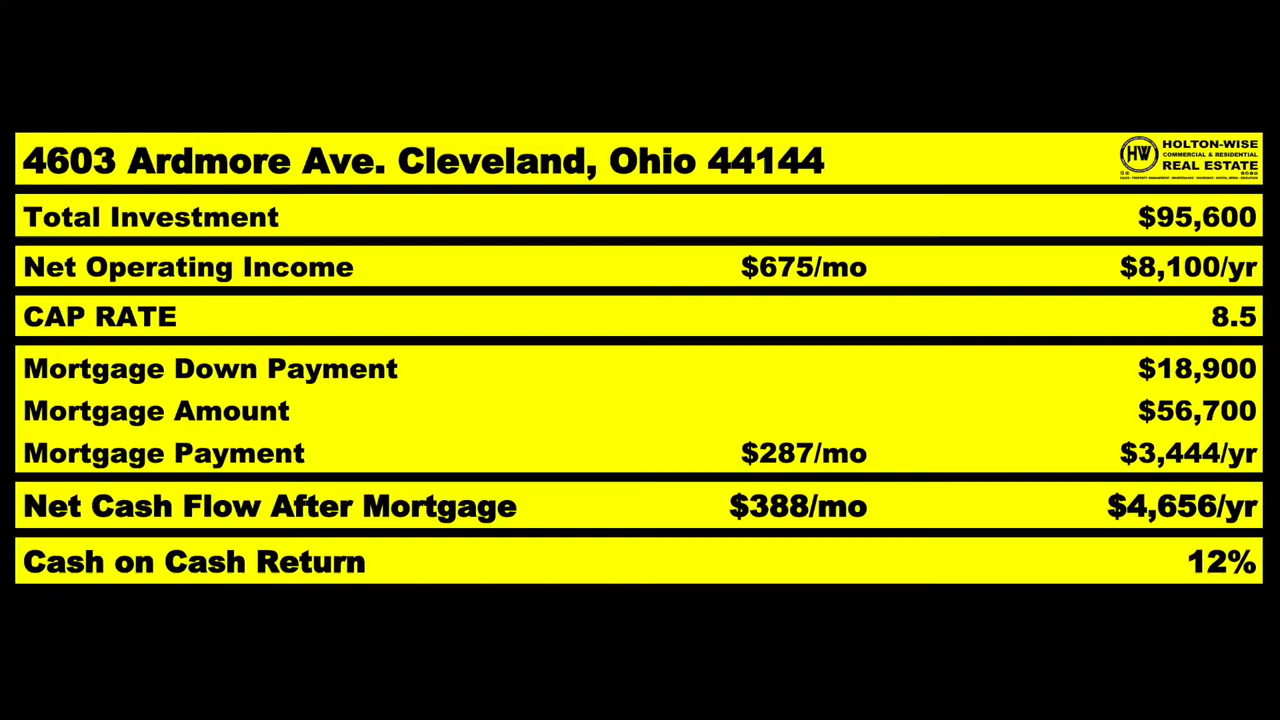 4603 Ardmore Ave. Cleveland, Ohio 44144
HW
HOLTON-WISE
COMMERCIAL & RESIDENTIAL
REAL ESTATE
Total Investment $95,600
Net Operating Income $675/mo $8,100/yr
CAP RATE 8.5
Mortgage Down Payment $18,900
Mortgage Amount $56,700
Mortgage Payment $287/mo $3,444/yr
Net Cash Flow After Mortgage $388/mo $4,656/yr
Cash on Cash Return 12%